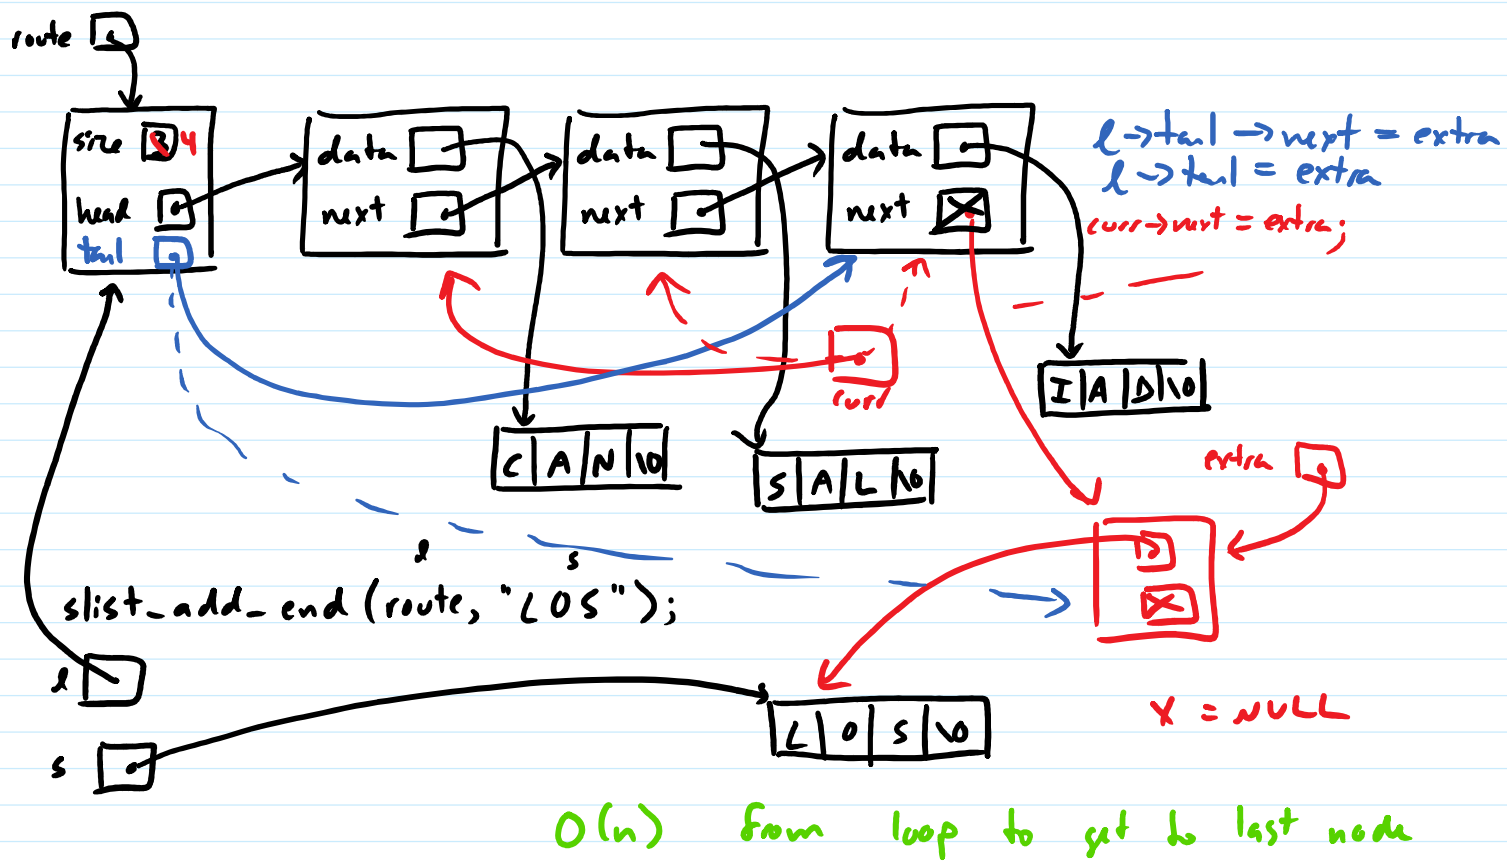 route
size 3 4
head
tail
data
next
data
next
data
next
l->tail->next = extra
l->tail = extra
curr->next = extra;
curr
I A D \0
C A N \0
S A L \0
extra
l s
slist_add_end(route, "LOS");
D
l
s
L O S \0
X = NULL
O(n) from loop to get to last node